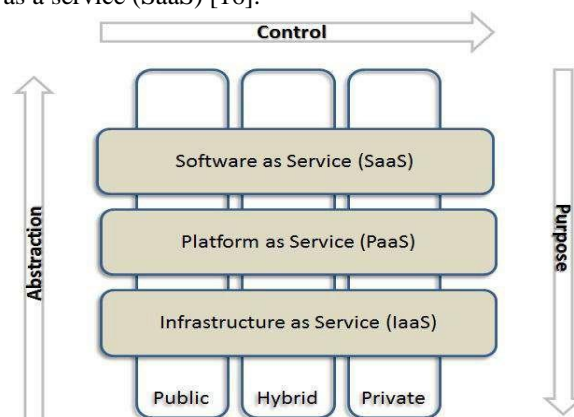 as a service (SaaS) [16].
Control
Software as Service (SaaS)
Abstraction
Platform as Service (PaaS)
Purpose
Infrastructure as Service (IaaS)
Public Hybrid Private